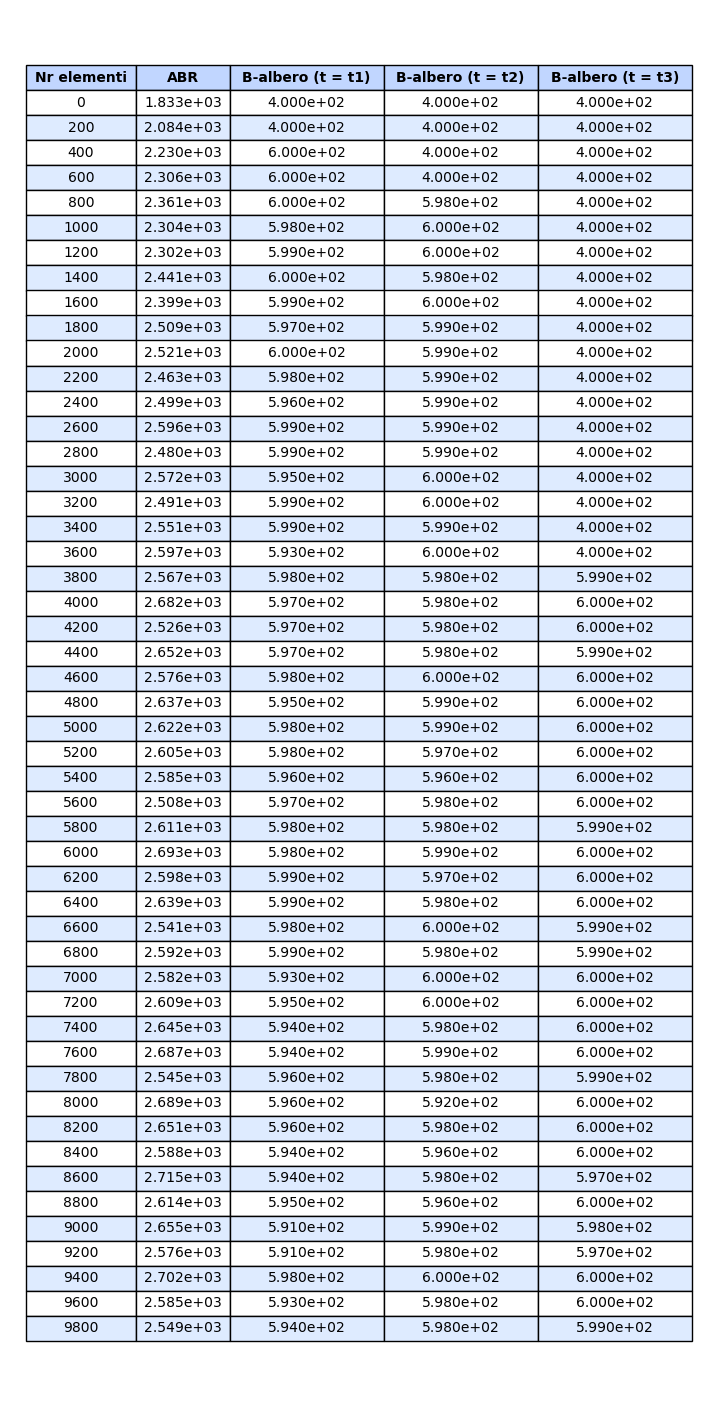 Nr elementi ABR B-albero (t = t1) B-albero (t = t2) B-albero (t = t3)
0 1.833e+03 4.000e+02 4.000e+02 4.000e+02
200 2.084e+03 4.000e+02 4.000e+02 4.000e+02
400 2.230e+03 6.000e+02 4.000e+02 4.000e+02
600 2.306e+03 6.000e+02 4.000e+02 4.000e+02
800 2.361e+03 6.000e+02 5.980e+02 4.000e+02
1000 2.304e+03 5.980e+02 6.000e+02 4.000e+02
1200 2.302e+03 5.990e+02 6.000e+02 4.000e+02
1400 2.441e+03 6.000e+02 5.980e+02 4.000e+02
1600 2.399e+03 5.990e+02 6.000e+02 4.000e+02
1800 2.509e+03 5.970e+02 5.990e+02 4.000e+02
2000 2.521e+03 6.000e+02 5.990e+02 4.000e+02
2200 2.463e+03 5.980e+02 5.990e+02 4.000e+02
2400 2.499e+03 5.960e+02 5.990e+02 4.000e+02
2600 2.596e+03 5.990e+02 5.990e+02 4.000e+02
2800 2.480e+03 5.990e+02 5.990e+02 4.000e+02
3000 2.572e+03 5.950e+02 6.000e+02 4.000e+02
3200 2.491e+03 5.990e+02 6.000e+02 4.000e+02
3400 2.551e+03 5.990e+02 5.990e+02 4.000e+02
3600 2.597e+03 5.930e+02 6.000e+02 4.000e+02
3800 2.567e+03 5.980e+02 5.980e+02 5.990e+02
4000 2.682e+03 5.970e+02 5.980e+02 6.000e+02
4200 2.526e+03 5.970e+02 5.980e+02 6.000e+02
4400 2.652e+03 5.970e+02 5.980e+02 5.990e+02
4600 2.576e+03 5.980e+02 6.000e+02 6.000e+02
4800 2.637e+03 5.950e+02 5.990e+02 6.000e+02
5000 2.622e+03 5.980e+02 5.990e+02 6.000e+02
5200 2.605e+03 5.980e+02 5.970e+02 6.000e+02
5400 2.585e+03 5.960e+02 5.960e+02 6.000e+02
5600 2.508e+03 5.970e+02 5.980e+02 6.000e+02
5800 2.611e+03 5.980e+02 5.980e+02 5.990e+02
6000 2.693e+03 5.980e+02 5.990e+02 6.000e+02
6200 2.598e+03 5.990e+02 5.970e+02 6.000e+02
6400 2.639e+03 5.990e+02 5.980e+02 6.000e+02
6600 2.541e+03 5.980e+02 6.000e+02 5.990e+02
6800 2.592e+03 5.990e+02 5.980e+02 5.990e+02
7000 2.582e+03 5.930e+02 6.000e+02 6.000e+02
7200 2.609e+03 5.950e+02 6.000e+02 6.000e+02
7400 2.645e+03 5.940e+02 5.980e+02 6.000e+02
7600 2.687e+03 5.940e+02 5.990e+02 6.000e+02
7800 2.545e+03 5.960e+02 5.980e+02 5.990e+02
8000 2.689e+03 5.960e+02 5.920e+02 6.000e+02
8200 2.651e+03 5.960e+02 5.980e+02 6.000e+02
8400 2.588e+03 5.940e+02 5.960e+02 6.000e+02
8600 2.715e+03 5.940e+02 5.980e+02 5.970e+02
8800 2.614e+03 5.950e+02 5.960e+02 6.000e+02
9000 2.655e+03 5.910e+02 5.990e+02 5.980e+02
9200 2.576e+03 5.910e+02 5.980e+02 5.970e+02
9400 2.702e+03 5.980e+02 6.000e+02 6.000e+02
9600 2.585e+03 5.930e+02 5.980e+02 6.000e+02
9800 2.549e+03 5.940e+02 5.980e+02 5.990e+02